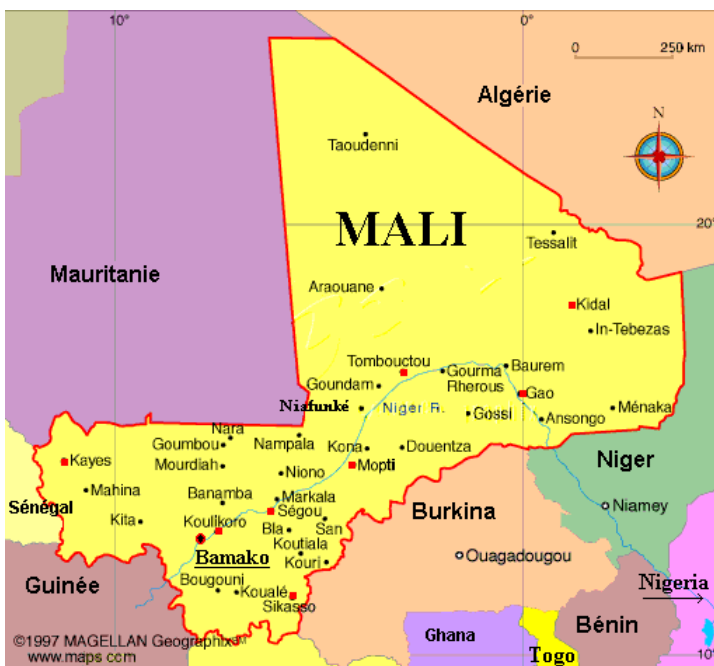 10°
0°
0
250 km
Algérie
N
Taoudenni
MALI
20°
Tessalit
Mauritanie
Araouane
Kidal
In-Tebezas
Tombouctou
Gourma
Rherous
Baurem
Goundam
Gao
Niafunké
Niger R.
Gossi
Ansongo
Ménaka
Nara
Goumbou
Nampala
Kona
Douentza
Kayes
Mourdiah
Mopti
Niono
Niger
Mahina
Banamba
Markala
Sénégal
Ségou
Burkina
Niamey
Kita
Koulikoro
Bla
San
Bamako
Koutiala
Kouri
Ouagadougou
Guinée
Bougouni
Koualé
Sikasso
Nigeria
Bénin
Ghana
Togo
©1997 MAGELLAN Geographix℠
www.maps.com
10°